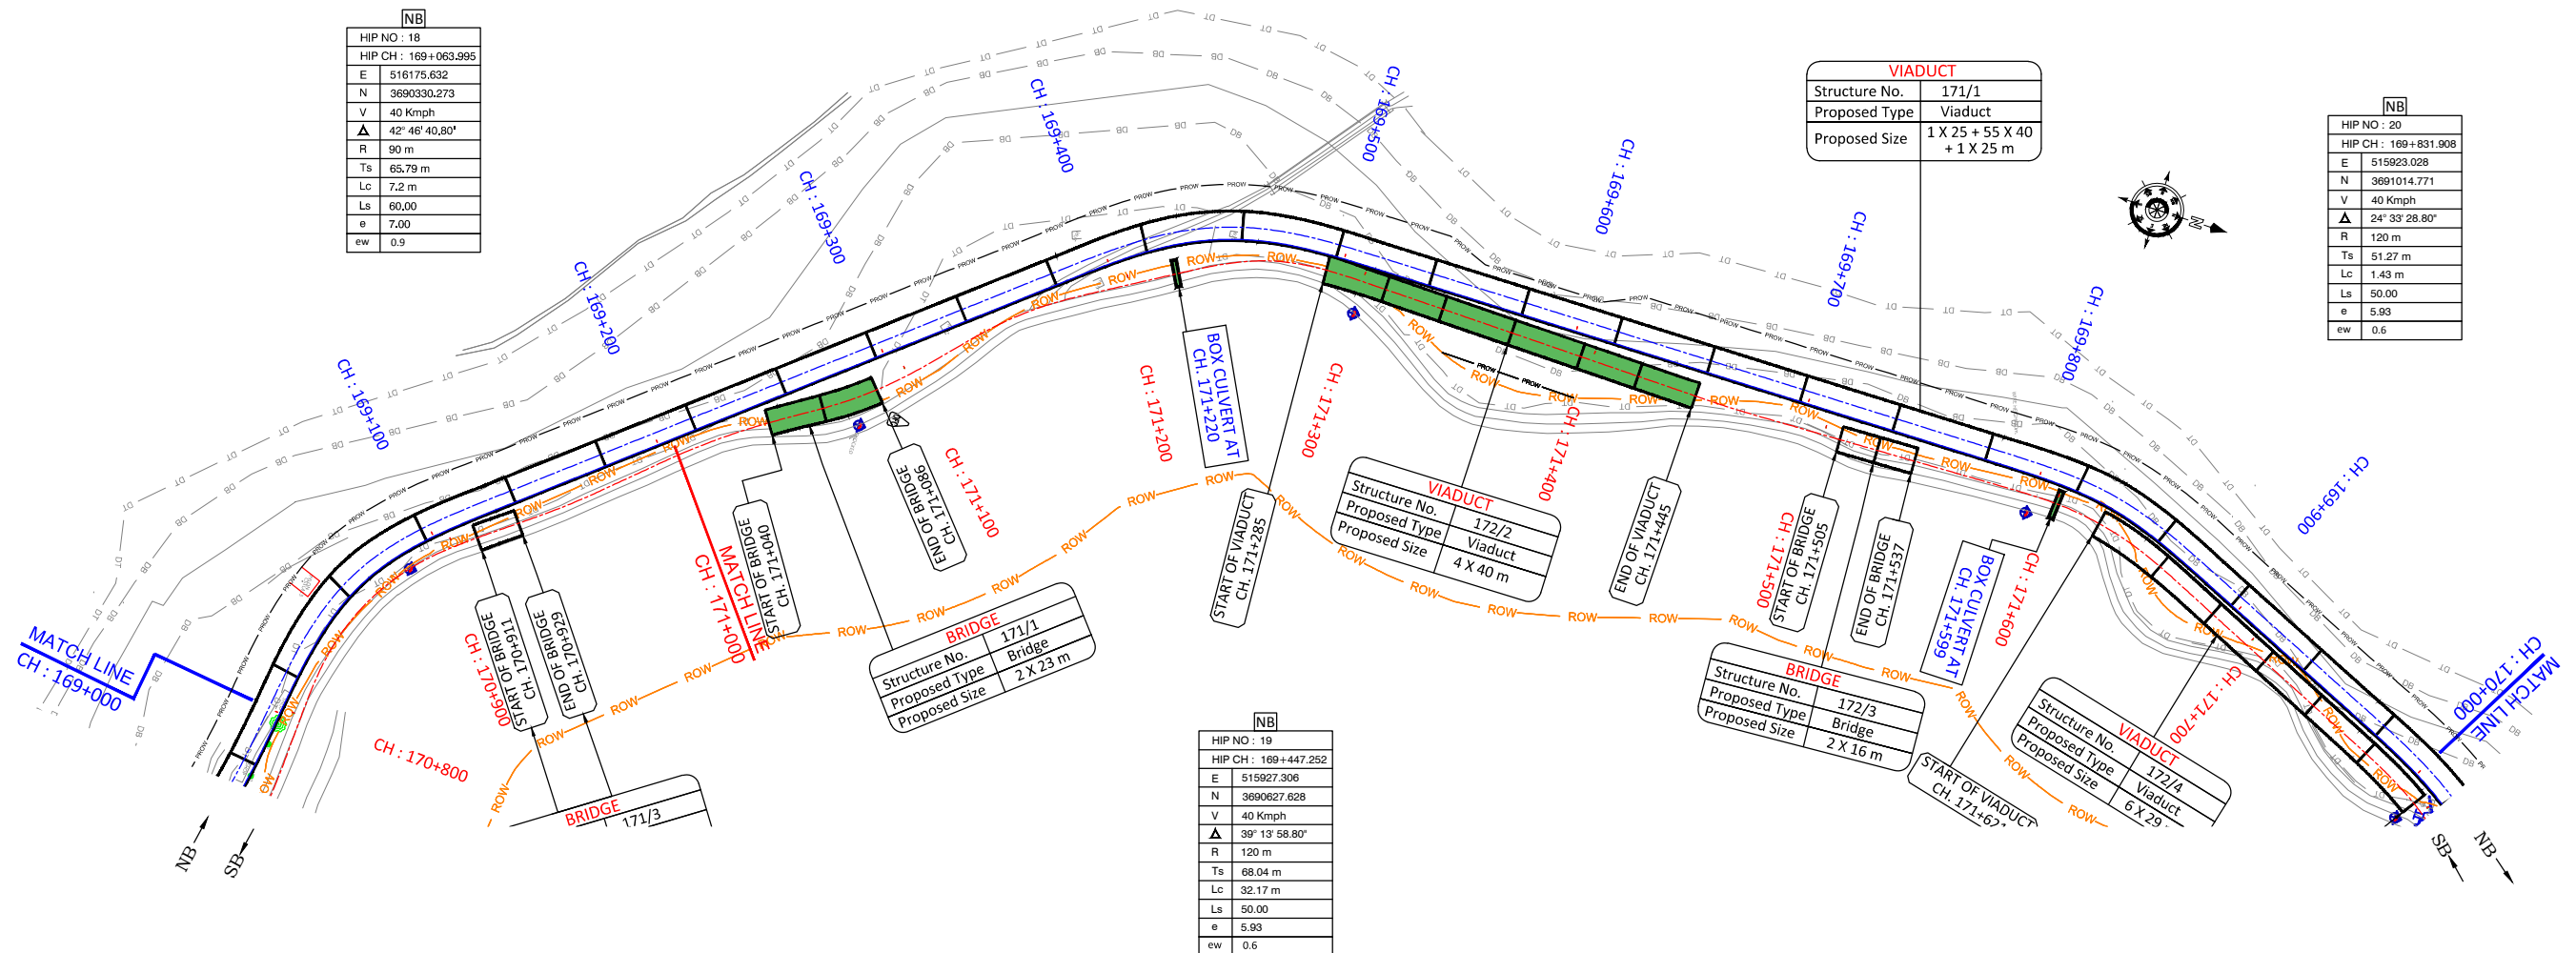 NB
HIP NO : 18
HIP CH : 169+063.995
E 516175.632
N 3690330.273
V 40 Kmph
Δ 42° 46' 40.80"
R 90 m
Ts 65.79 m
Lc 7.2 m
Ls 60.00
e 7.00
ew 0.9
VIADUCT
Structure No. 171/1
Proposed Type Viaduct
Proposed Size 1 X 25 + 55 X 40
+ 1 X 25 m
NB
HIP NO : 20
HIP CH : 169+831.908
E 515923.028
N 3691014.771
V 40 Kmph
Δ 24° 33' 28.80"
R 120 m
Ts 51.27 m
Lc 1.43 m
Ls 50.00
e 5.93
ew 0.6
N
MATCH LINE
CH : 169+000
CH : 169+100
CH : 169+200
CH : 169+300
CH : 169+400
CH : 169+500
CH : 169+600
CH : 169+700
CH : 169+800
CH : 169+900
MATCH LINE
CH : 170+000
CH : 170+800
CH : 170+900
MATCH LINE
CH : 171+000
CH : 171+100
CH : 171+200
CH : 171+300
CH : 171+400
CH : 171+500
CH : 171+600
CH : 171+700
START OF BRIDGE
CH. 170+911
END OF BRIDGE
CH. 170+929
BRIDGE
171/3
START OF BRIDGE
CH. 171+040
END OF BRIDGE
CH. 171+086
BRIDGE
Structure No. 171/1
Proposed Type Bridge
Proposed Size 2 X 23 m
BOX CULVERT AT
CH. 171+220
START OF VIADUCT
CH. 171+285
VIADUCT
Structure No. 172/2
Proposed Type Viaduct
Proposed Size 4 X 40 m
END OF VIADUCT
CH. 171+445
START OF BRIDGE
CH. 171+505
END OF BRIDGE
CH. 171+537
BRIDGE
Structure No. 172/3
Proposed Type Bridge
Proposed Size 2 X 16 m
BOX CULVERT AT
CH. 171+599
START OF VIADUCT
VIADUCT
Structure No. 172/4
Proposed Type Viaduct
Proposed Size 6 X 29
NB
HIP NO : 19
HIP CH : 169+447.252
E 515927.306
N 3690627.628
V 40 Kmph
Δ 39° 13' 58.80"
R 120 m
Ts 68.04 m
Lc 32.17 m
Ls 50.00
e 5.93
ew 0.6
NB
SB
SB
NB
PROW
ROW
DT
DB